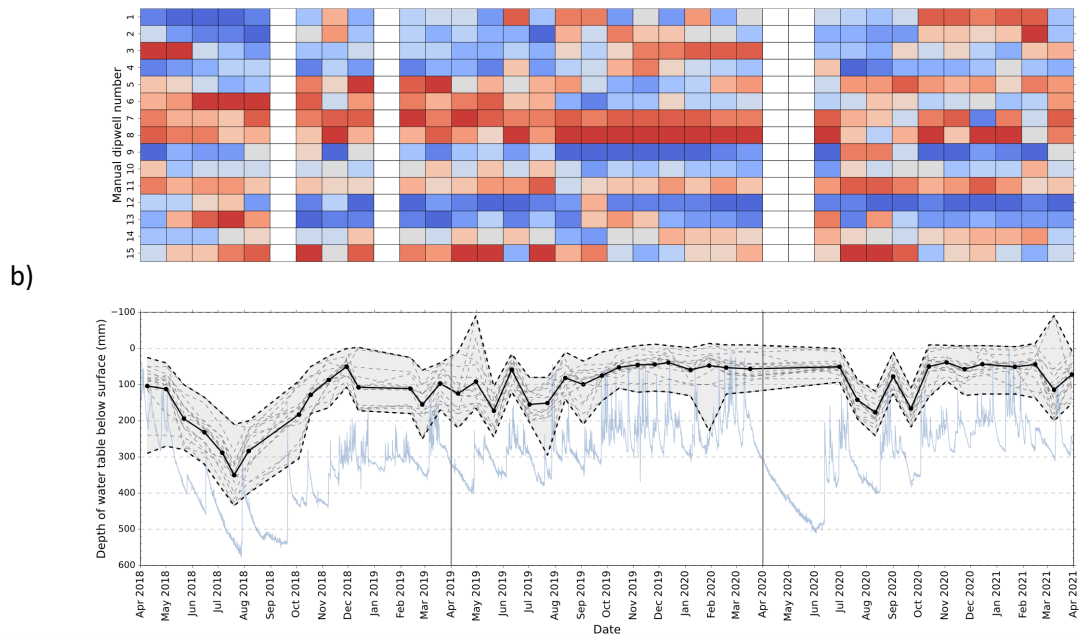 Manual dipwell number
1
2
3
4
5
6
7
8
9
10
11
12
13
14
15
b)
Depth of water table below surface (mm)
−100
0
100
200
300
400
500
600
Apr 2018
May 2018
Jun 2018
Jul 2018
Aug 2018
Sep 2018
Oct 2018
Nov 2018
Dec 2018
Jan 2019
Feb 2019
Mar 2019
Apr 2019
May 2019
Jun 2019
Jul 2019
Aug 2019
Sep 2019
Oct 2019
Nov 2019
Dec 2019
Jan 2020
Feb 2020
Mar 2020
Apr 2020
May 2020
Jun 2020
Jul 2020
Aug 2020
Sep 2020
Oct 2020
Nov 2020
Dec 2020
Jan 2021
Feb 2021
Mar 2021
Apr 2021
Date